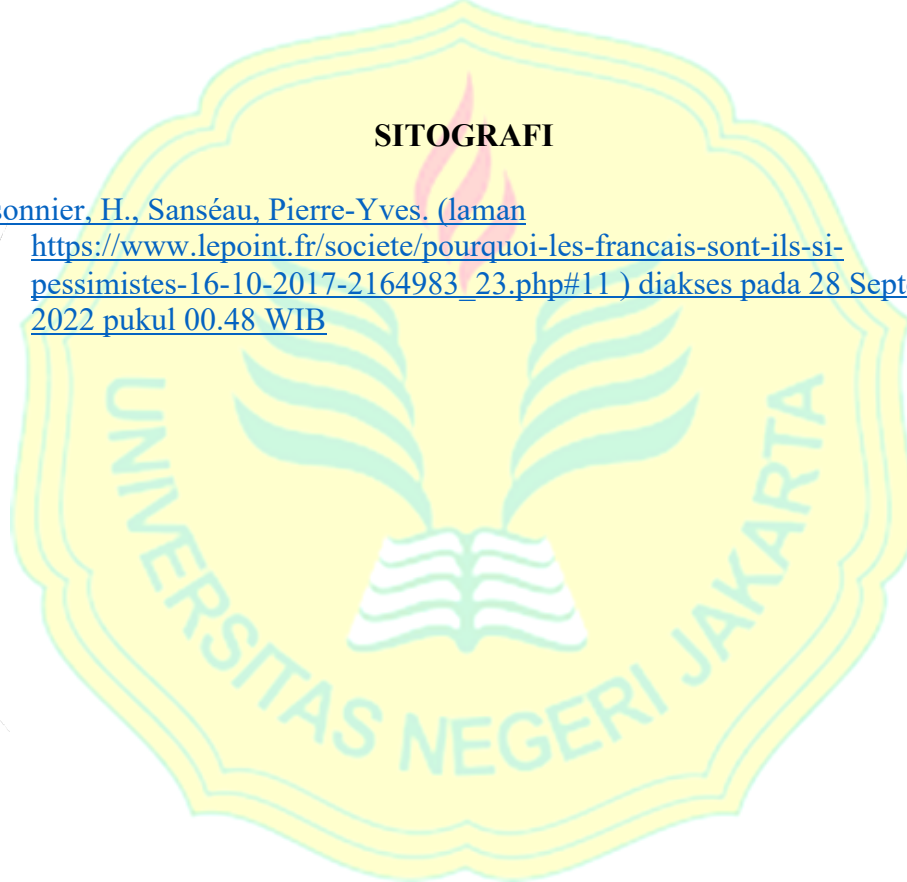 SITOGRAFI
sonnier, H., Sanséau, Pierre-Yves. (laman
https://www.lepoint.fr/societe/pourquoi-les-francais-sont-ils-si-
pessimistes-16-10-2017-2164983_23.php#11 ) diakses pada 28 Sept
2022 pukul 00.48 WIB
UNIVERSITAS NEGERI JAKARTA